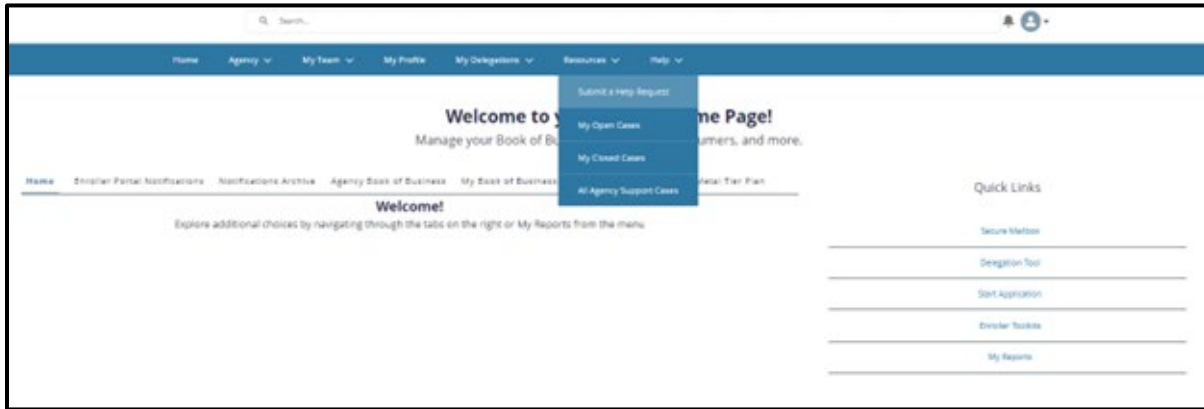 Search...
Home Agency My Team My Profile My Delegations Resources Help
Submit a Help Request
My Open Cases
My Closed Cases
All Agency Support Cases
Welcome to me Page!
Manage your Book of Bu umers, and more.
Home Enroller Portal Notifications Notifications Archive Agency Book of Business My Book of Business Metal Tier Plan
Welcome!
Explore additional choices by navigating through the tabs on the right or My Reports from the menu.
Quick Links
Secure Mailbox
Delegation Tool
Start Application
Enroller Toolkits
My Reports